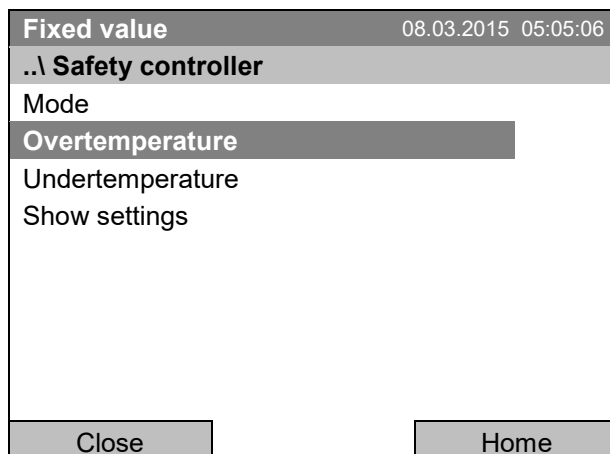 Fixed value 08.03.2015 05:05:06
..\ Safety controller
Mode
Overtemperature
Undertemperature
Show settings
Close Home